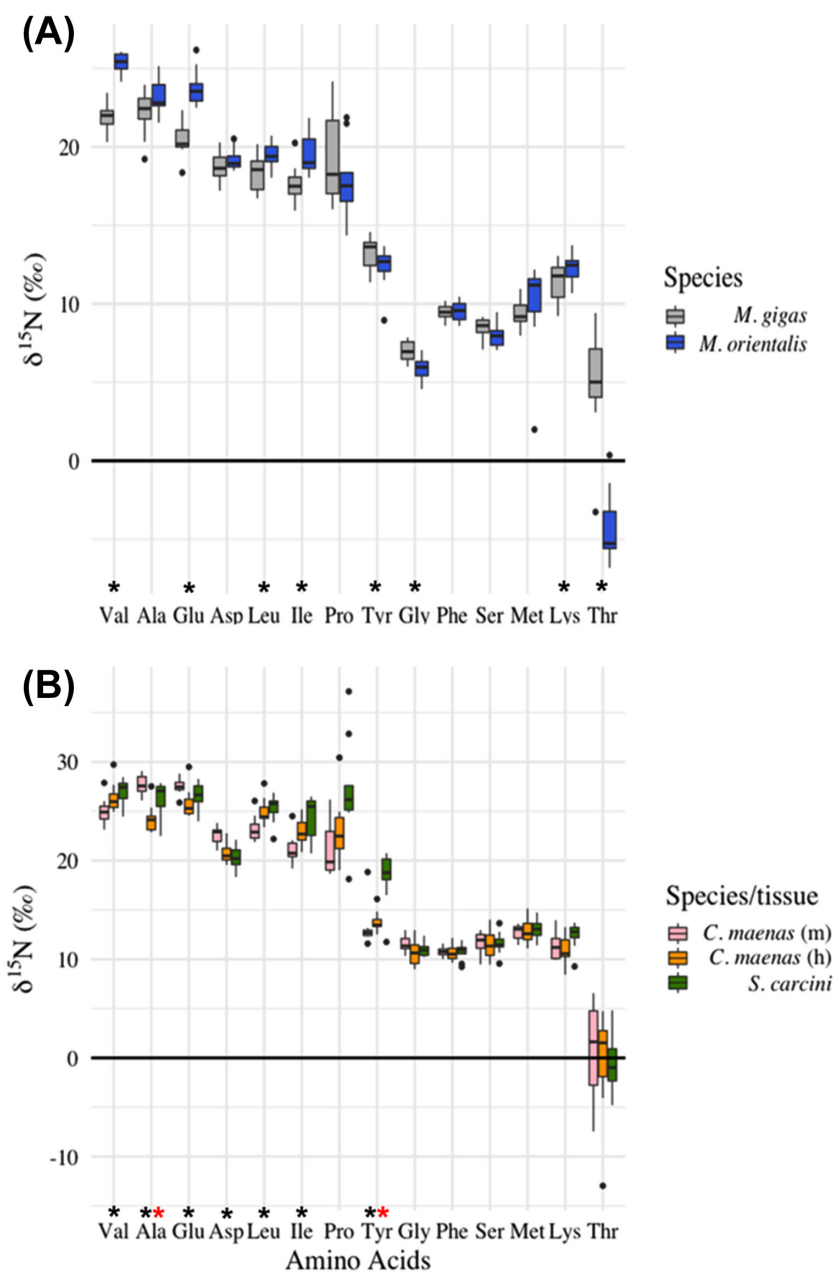 (A)
20
10
0
δ15N (‰)
* * * * * * * *
Val Ala Glu Asp Leu Ile Pro Tyr Gly Phe Ser Met Lys Thr
Species
M. gigas
M. orientalis
(B)
30
20
10
0
-10
δ15N (‰)
* ** * * * * **
Val Ala Glu Asp Leu Ile Pro Tyr Gly Phe Ser Met Lys Thr
Amino Acids
Species/tissue
C. maenas (m)
C. maenas (h)
S. carcini